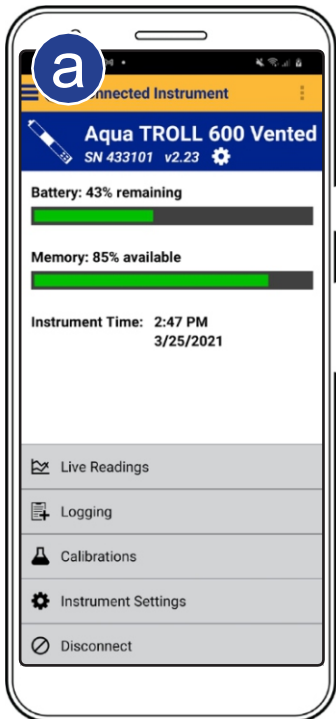 a
nnected Instrument
Aqua TROLL 600 Vented
SN 433101 v2.23
Battery: 43% remaining
Memory: 85% available
Instrument Time: 2:47 PM
3/25/2021
Live Readings
Logging
Calibrations
Instrument Settings
Disconnect